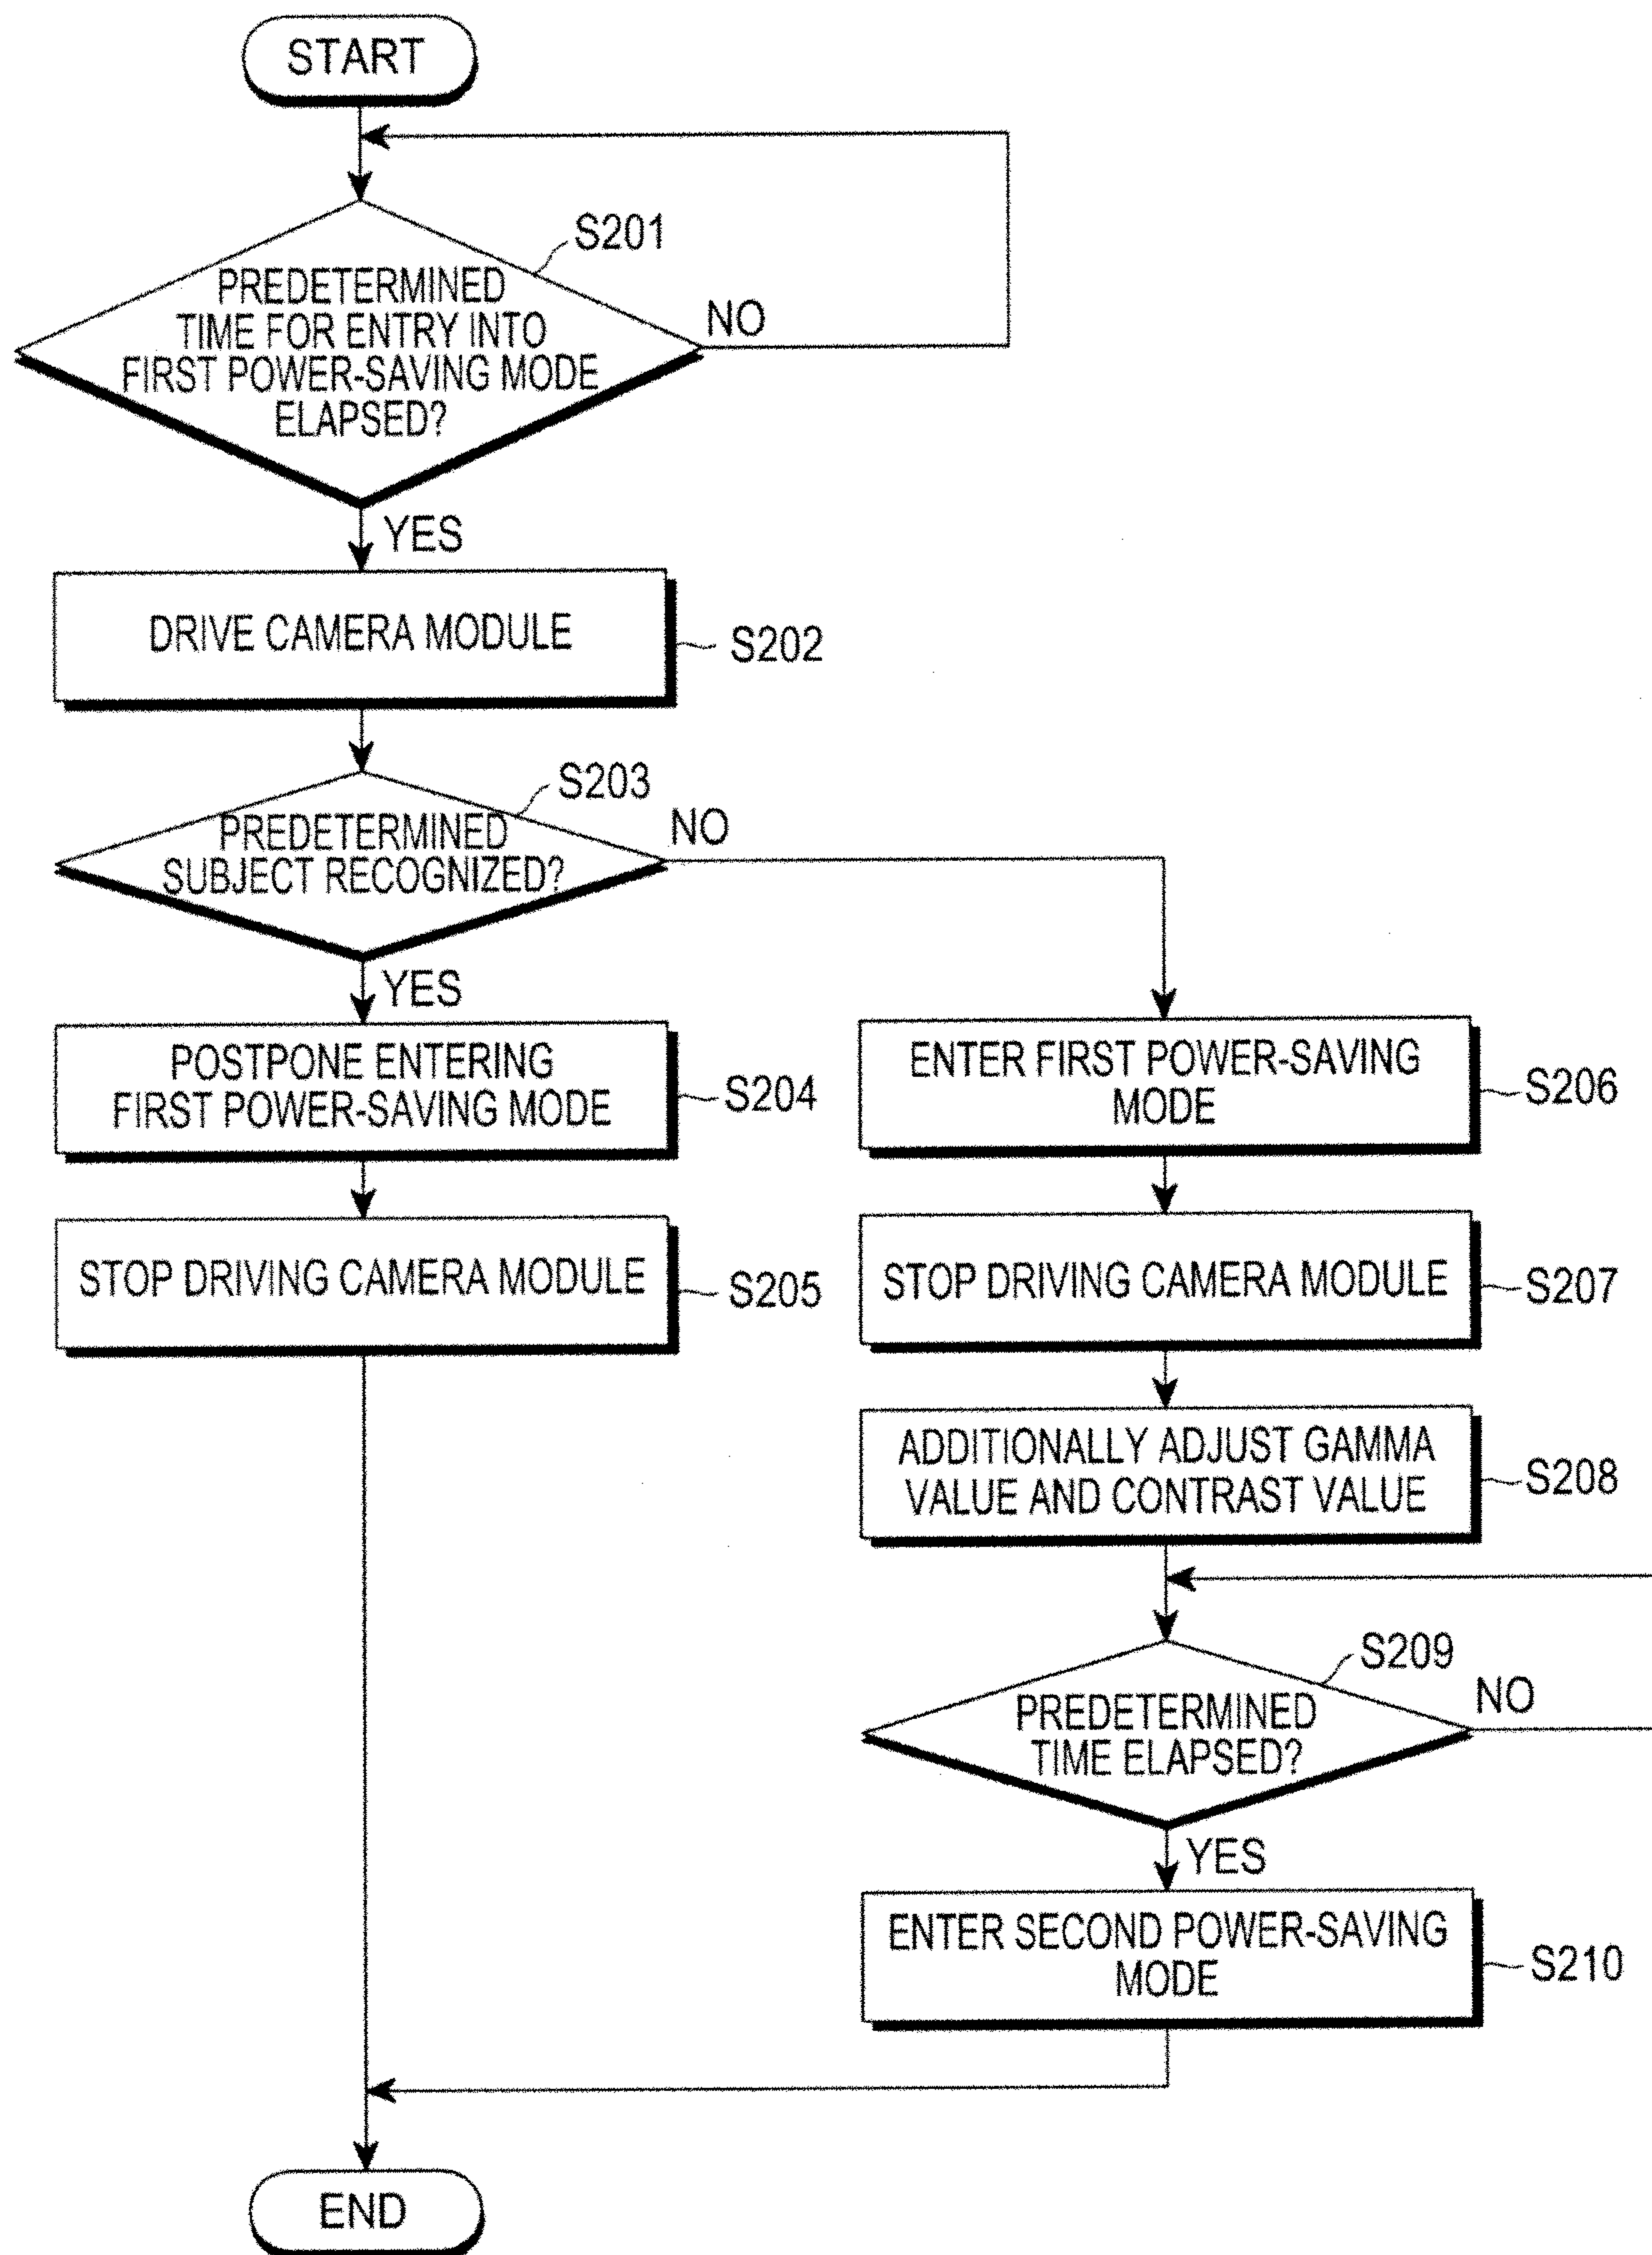 START
S201
PREDETERMINED
TIME FOR ENTRY INTO
FIRST POWER-SAVING MODE
ELAPSED?
NO
YES
DRIVE CAMERA MODULE
S202
S203
PREDETERMINED
SUBJECT RECOGNIZED?
NO
YES
POSTPONE ENTERING
FIRST POWER-SAVING MODE
S204
STOP DRIVING CAMERA MODULE
S205
ENTER FIRST POWER-SAVING
MODE
S206
STOP DRIVING CAMERA MODULE
S207
ADDITIONALLY ADJUST GAMMA
VALUE AND CONTRAST VALUE
S208
S209
PREDETERMINED
TIME ELAPSED?
NO
YES
ENTER SECOND POWER-SAVING
MODE
S210
END